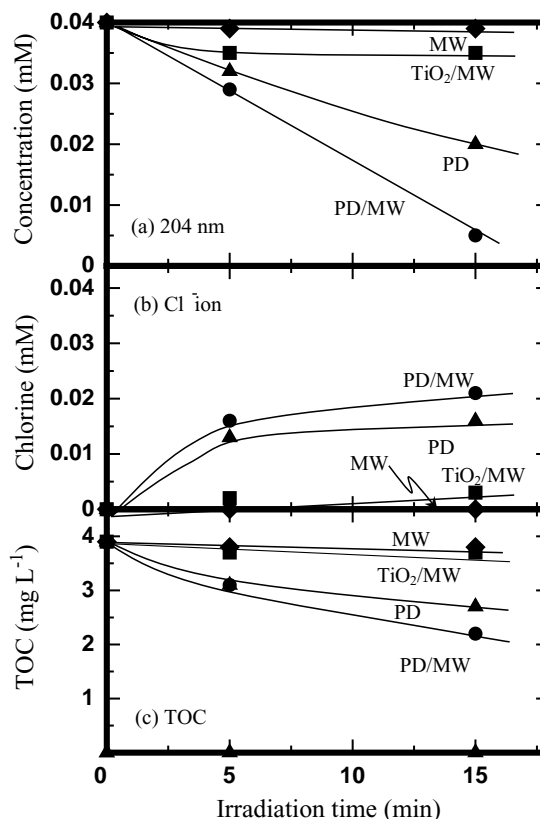 0.04
MW
TiO2/MW
0.03
PD
0.02
PD/MW
0.01
(a) 204 nm
0
Concentration (mM)
0.04
(b) Cl⁻ ion
0.03
PD/MW
0.02
PD
MW
TiO2/MW
0.01
0
Chlorine (mM)
MW
3
TiO2/MW
PD
2
PD/MW
1
(c) TOC
TOC (mg L⁻¹)
0 5 10 15
Irradiation time (min)